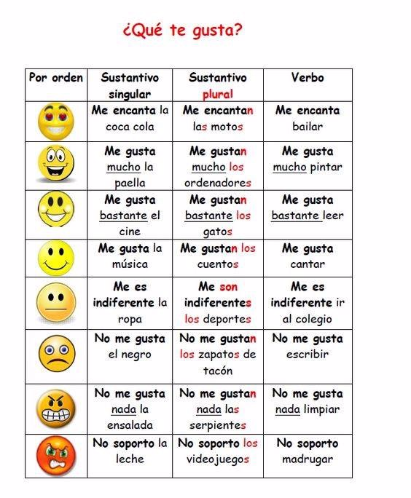 ¿Qué te gusta?
Por orden
Sustantivo
singular
Sustantivo
plural
Verbo
Me encanta la
coca cola
Me encantan
las motos
Me encanta
bailar
Me gusta
mucho la
paella
Me gustan
mucho los
ordenadores
Me gusta
mucho pintar
Me gusta
bastante el
cine
Me gustan
bastante los
gatos
Me gusta
bastante leer
Me gusta la
música
Me gustan los
cuentos
Me gusta
cantar
Me es
indiferente la
ropa
Me son
indiferentes
los deportes
Me es
indiferente ir
al colegio
No me gusta
el negro
No me gustan
los zapatos de
tacón
No me gusta
escribir
No me gusta
nada la
ensalada
No me gustan
nada las
serpientes
No me gusta
nada limpiar
No soporto la
leche
No soporto los
videojuegos
No soporto
madrugar